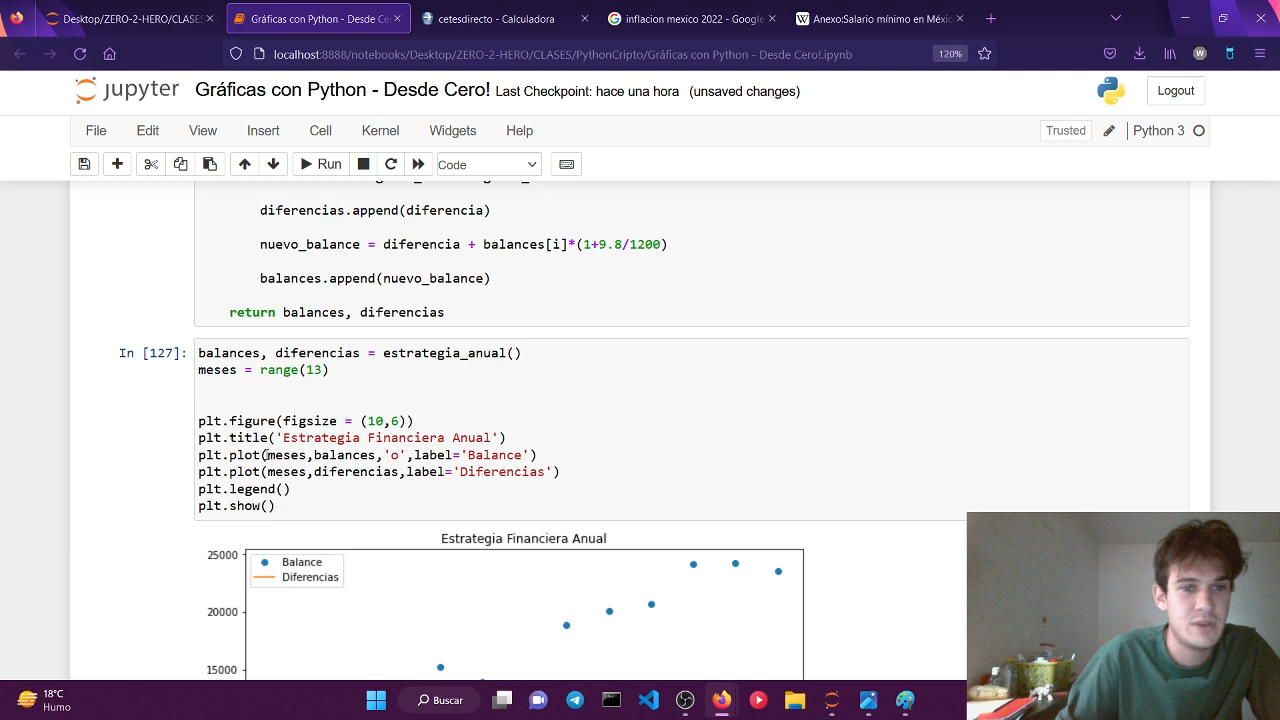 Desktop/ZERO-2-HERO/CLASES
Gráficas con Python - Desde Cero!
cetesdirecto - Calculadora
inflacion mexico 2022 - Google
Anexo:Salario mínimo en Méxic
localhost:8888/notebooks/Desktop/ZERO-2-HERO/CLASES/PythonCripto/Gráficas con Python - Desde Cero!.ipynb
120%
jupyter Gráficas con Python - Desde Cero! Last Checkpoint: hace una hora (unsaved changes)
Logout
File Edit View Insert Cell Kernel Widgets Help
Trusted
Python 3
Run
Code
diferencias.append(diferencia)
nuevo_balance = diferencia + balances[i]*(1+9.8/1200)
balances.append(nuevo_balance)
return balances, diferencias
In [127]:
balances, diferencias = estrategia_anual()
meses = range(13)
plt.figure(figsize = (10,6))
plt.title('Estrategia Financiera Anual')
plt.plot(meses,balances,'o',label='Balance')
plt.plot(meses,diferencias,label='Diferencias')
plt.legend()
plt.show()
Estrategia Financiera Anual
25000
Balance
Diferencias
20000
15000
18°C
Humo
Buscar